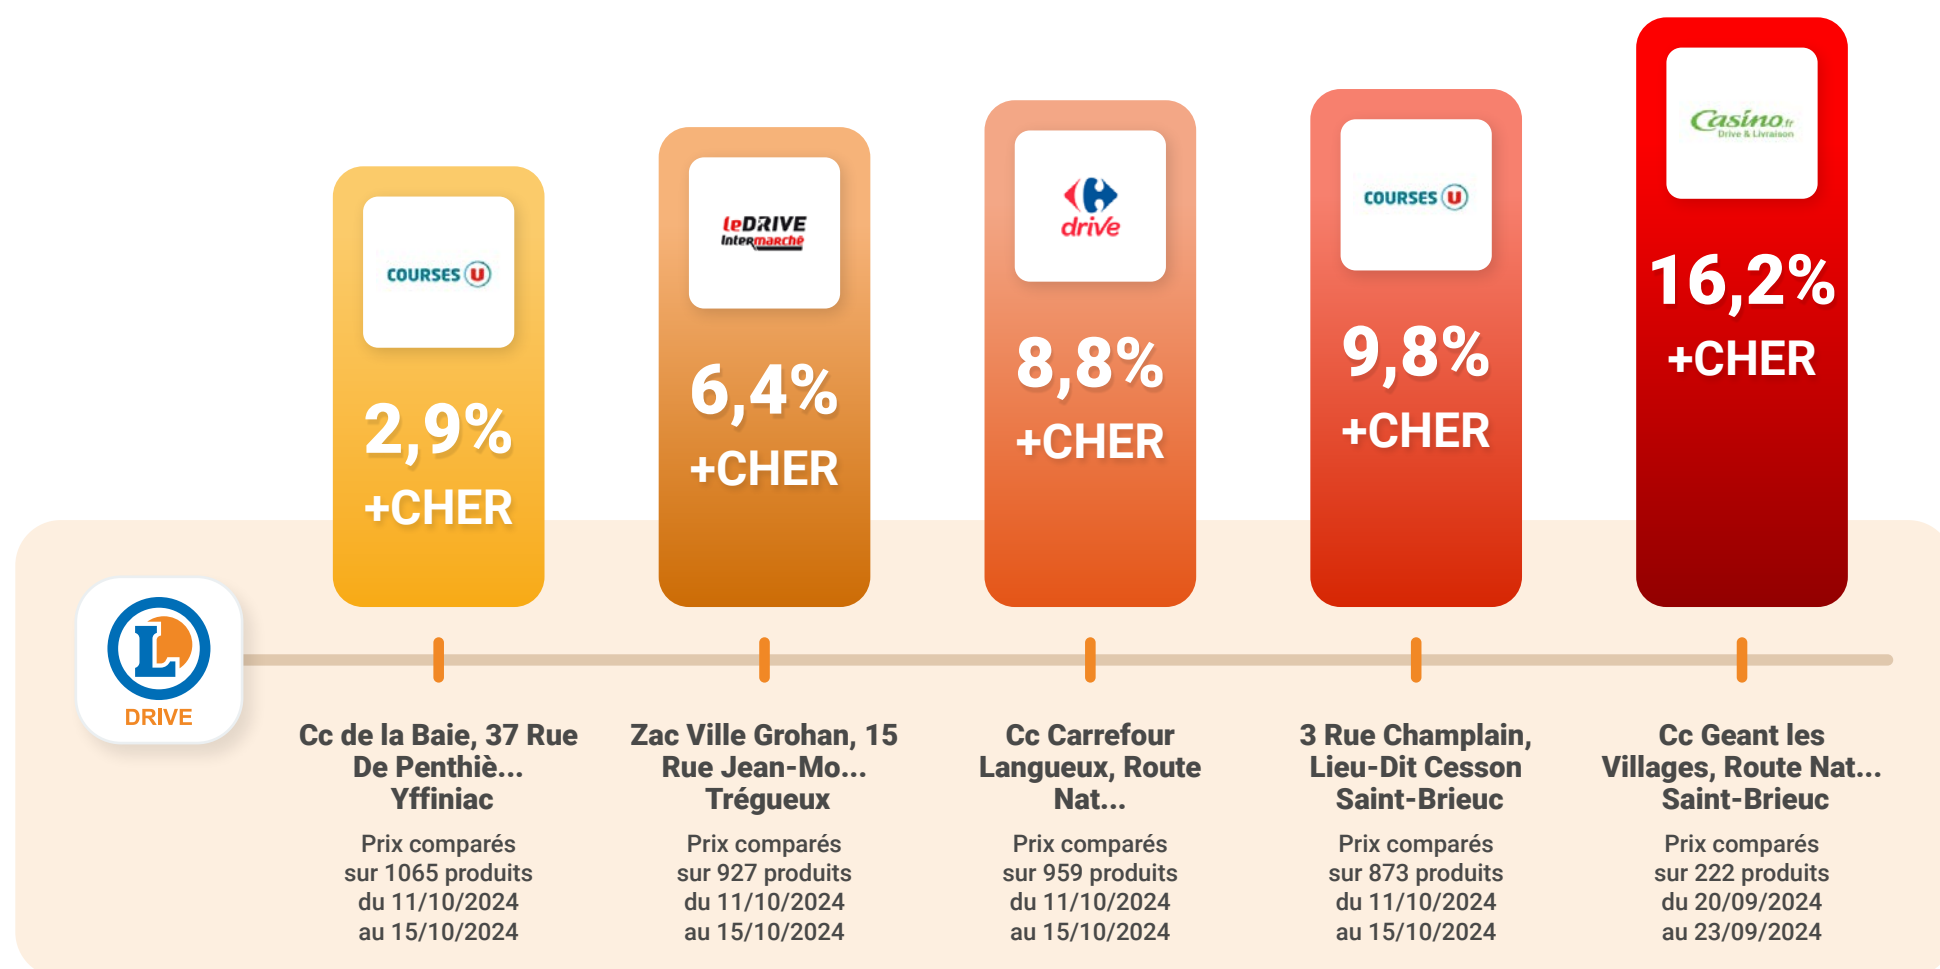 COURSES U
2,9%
+CHER
leDRIVE
Intermarché
6,4%
+CHER
drive
8,8%
+CHER
COURSES U
9,8%
+CHER
Casino.fr
Drive & Livraison
16,2%
+CHER
L
DRIVE
Cc de la Baie, 37 Rue
De Penthiè...
Yffiniac
Prix comparés
sur 1065 produits
du 11/10/2024
au 15/10/2024
Zac Ville Grohan, 15
Rue Jean-Mo...
Trégueux
Prix comparés
sur 927 produits
du 11/10/2024
au 15/10/2024
Cc Carrefour
Langueux, Route
Nat...
Prix comparés
sur 959 produits
du 11/10/2024
au 15/10/2024
3 Rue Champlain,
Lieu-Dit Cesson
Saint-Brieuc
Prix comparés
sur 873 produits
du 11/10/2024
au 15/10/2024
Cc Geant les
Villages, Route Nat...
Saint-Brieuc
Prix comparés
sur 222 produits
du 20/09/2024
au 23/09/2024